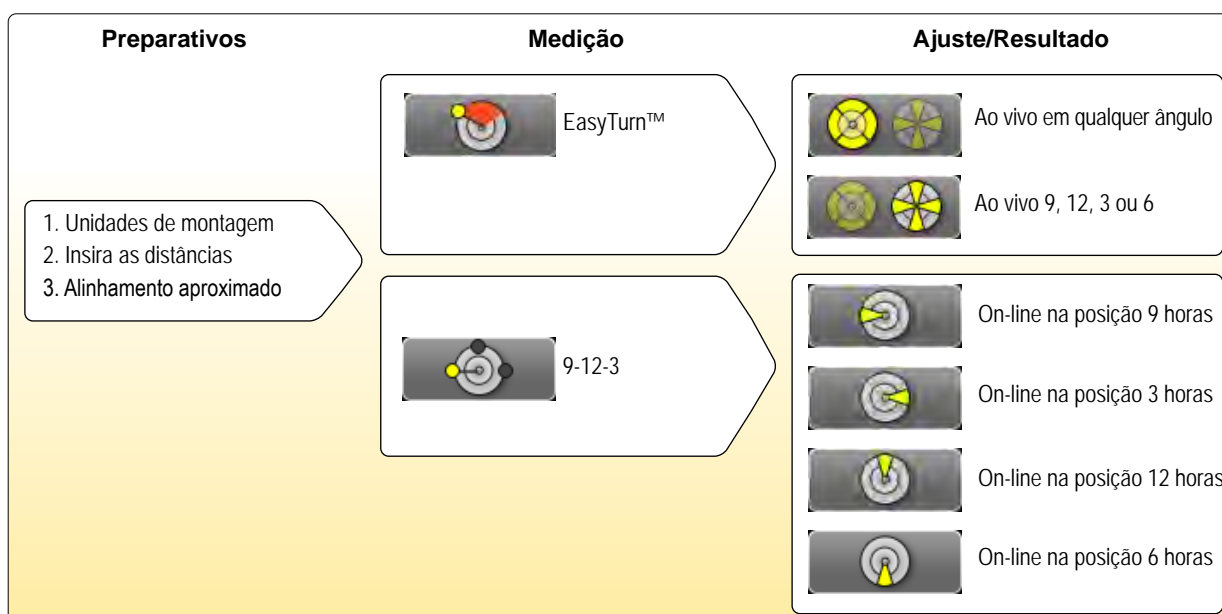 Preparativos
Medição
Ajuste/Resultado
1. Unidades de montagem
2. Insira as distâncias
3. Alinhamento aproximado
EasyTurn™
9-12-3
Ao vivo em qualquer ângulo
Ao vivo 9, 12, 3 ou 6
On-line na posição 9 horas
On-line na posição 3 horas
On-line na posição 12 horas
On-line na posição 6 horas